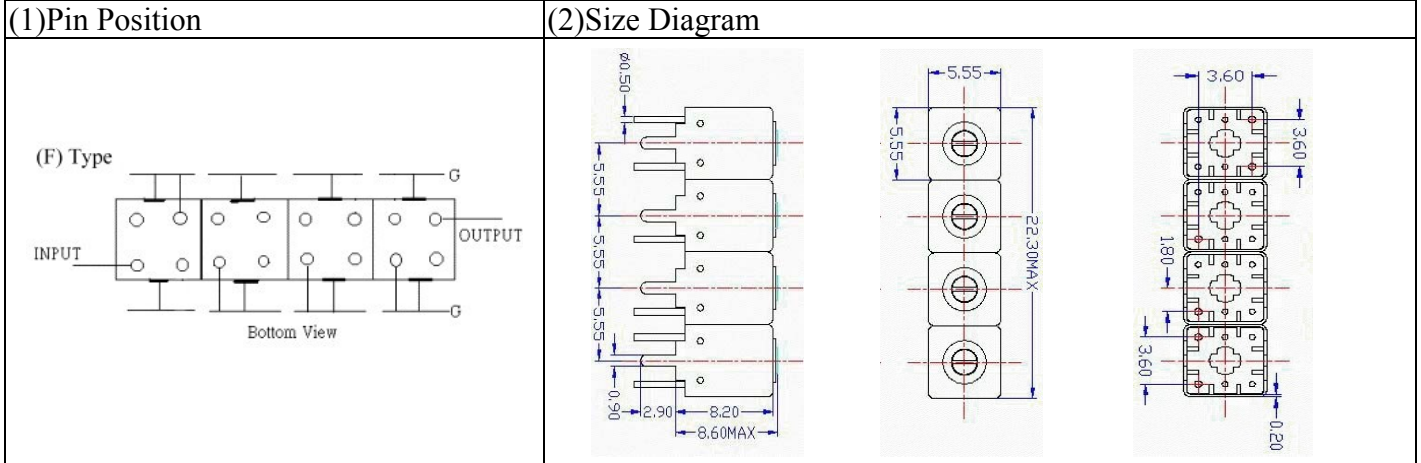 (1)Pin Position
(2)Size Diagram
(F) Type
G
INPUT
OUTPUT
G
Bottom View
ø0.50
5.55
5.55
5.55
0.90
2.90
8.20
8.60MAX
5.55
5.55
22.30MAX
3.60
3.60
1.80
3.60
0.20